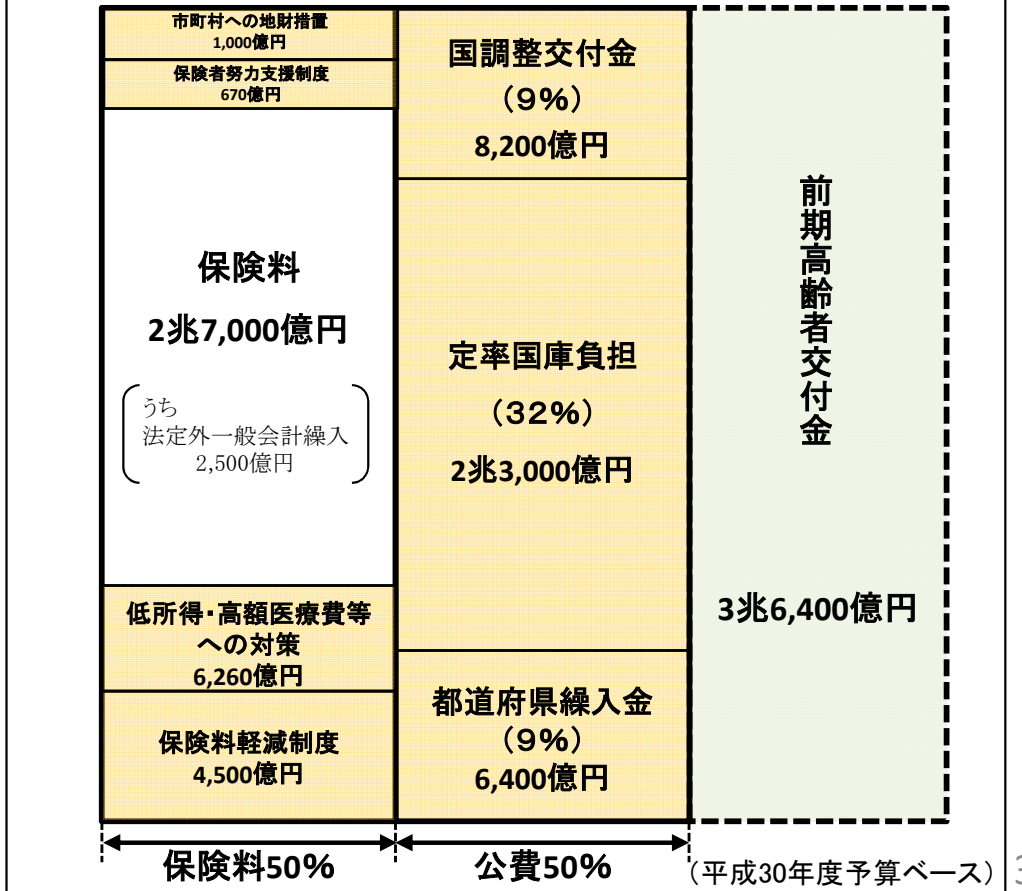 市町村への地財措置
1,000億円
保険者努力支援制度
670億円
保険料
2兆7,000億円
うち
法定外一般会計繰入
2,500億円
低所得・高額医療費等
への対策
6,260億円
保険料軽減制度
4,500億円
国調整交付金
(9%)
8,200億円
定率国庫負担
(32%)
2兆3,000億円
都道府県繰入金
(9%)
6,400億円
前期高齢者交付金
3兆6,400億円
保険料50%
公費50%
(平成30年度予算ベース)